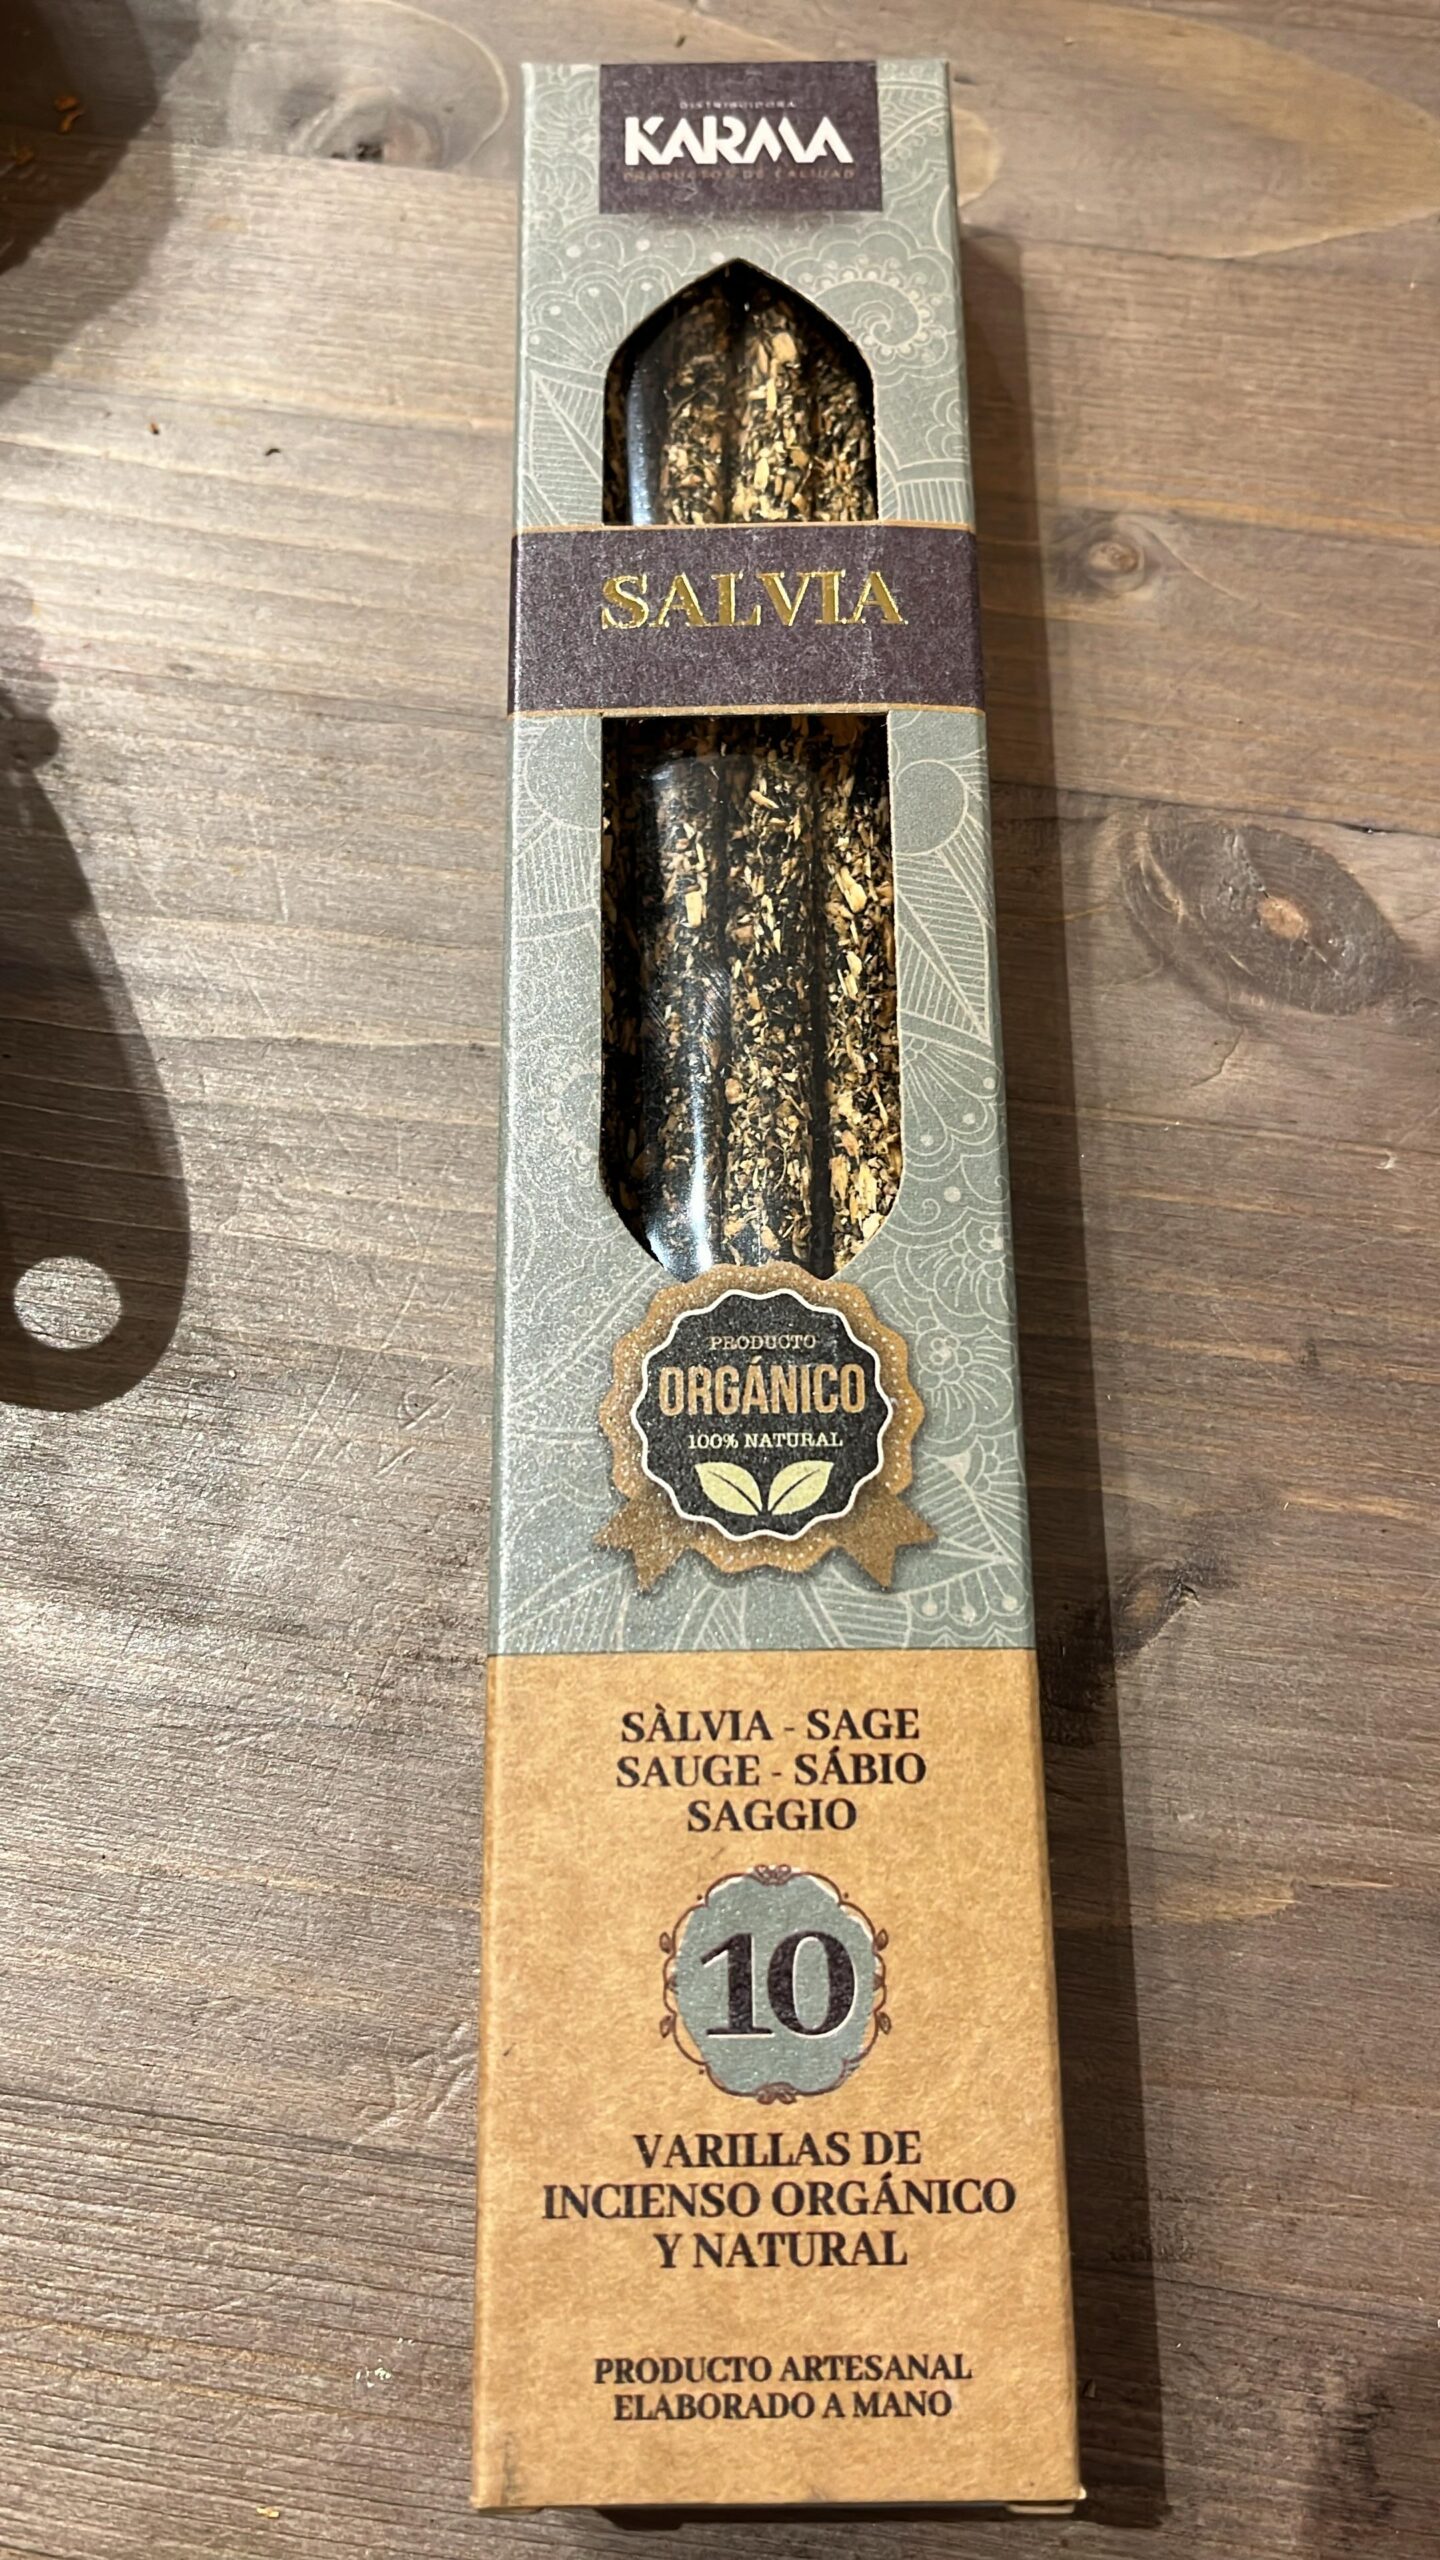 DISTRIBUIDORA
KARMA
PRODUCTOS DE CALIDAD
SALVIA
PRODUCTO
ORGÁNICO
100% NATURAL
SÀLVIA - SAGE
SAUGE - SÁBIO
SAGGIO
10
VARILLAS DE
INCIENSO ORGÁNICO
Y NATURAL
PRODUCTO ARTESANAL
ELABORADO A MANO